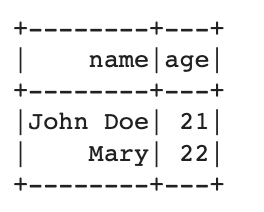 +--------+---+
|    name|age|
+--------+---+
|John Doe| 21|
|    Mary| 22|
+--------+---+